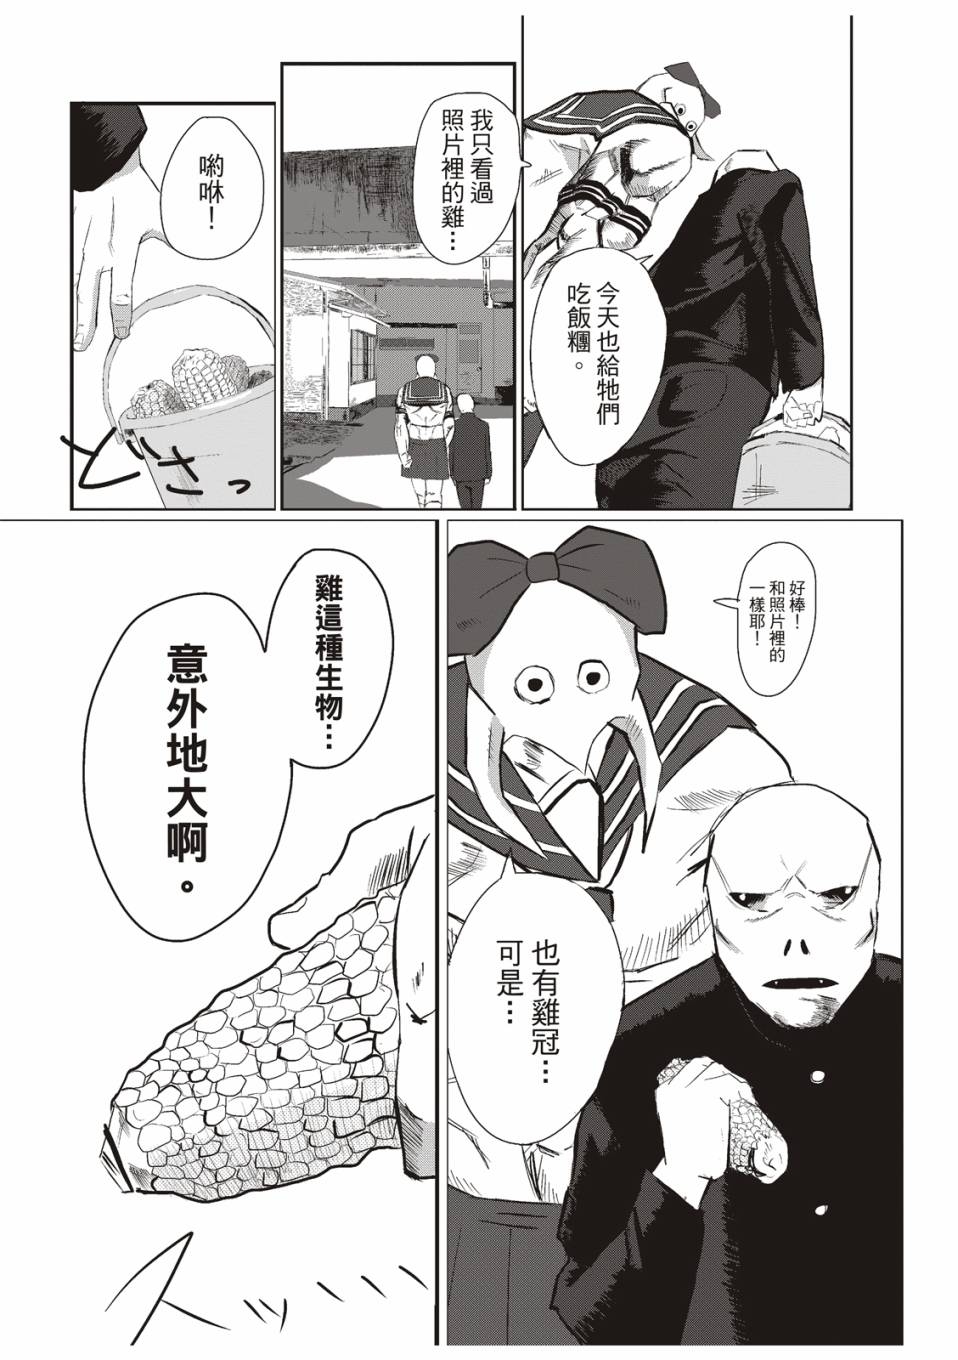 今天也給牠們
吃飯糰。
我只看過
照片裡的雞…
喲咻！
どさっ
好棒！
和照片裡的
一樣耶！
也有雞冠…
可是…
雞這種生物…
意外地大啊。
スッ